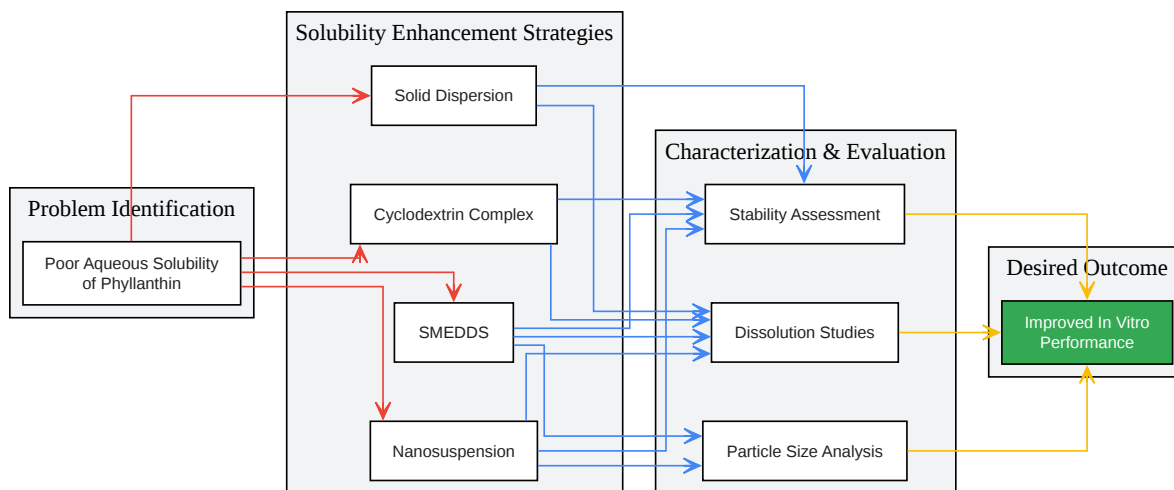 Solubility Enhancement Strategies
Solid Dispersion
Characterization & Evaluation
Problem Identification
Cyclodextrin Complex
Stability Assessment
Poor Aqueous Solubility
of Phyllanthin
Desired Outcome
SMEDDS
Dissolution Studies
Improved In Vitro
Performance
Nanosuspension
Particle Size Analysis